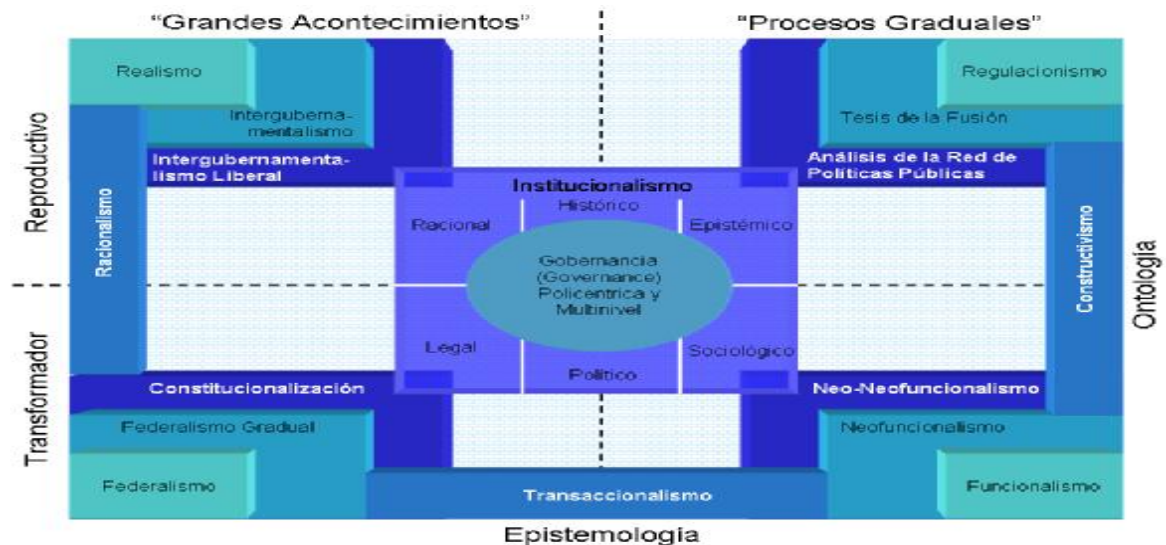 “Grandes Acontecimientos”
“Procesos Graduales”
Realismo
Interguberna-
mentalismo
Intergubernamenta-
lismo Liberal
Regulacionismo
Tesis de la Fusión
Análisis de la Red de
Políticas Públicas
Reproductivo
Racionalismo
Institucionalismo
Racional
Histórico
Epistémico
Gobernancia
(Governance)
Policentrica y
Multinivel
Legal
Político
Sociológico
Constructivismo
Ontología
Transformador
Constitucionalización
Federalismo Gradual
Federalismo
Neo-Neofuncionalismo
Neofuncionalismo
Funcionalismo
Transaccionalismo
Epistemología